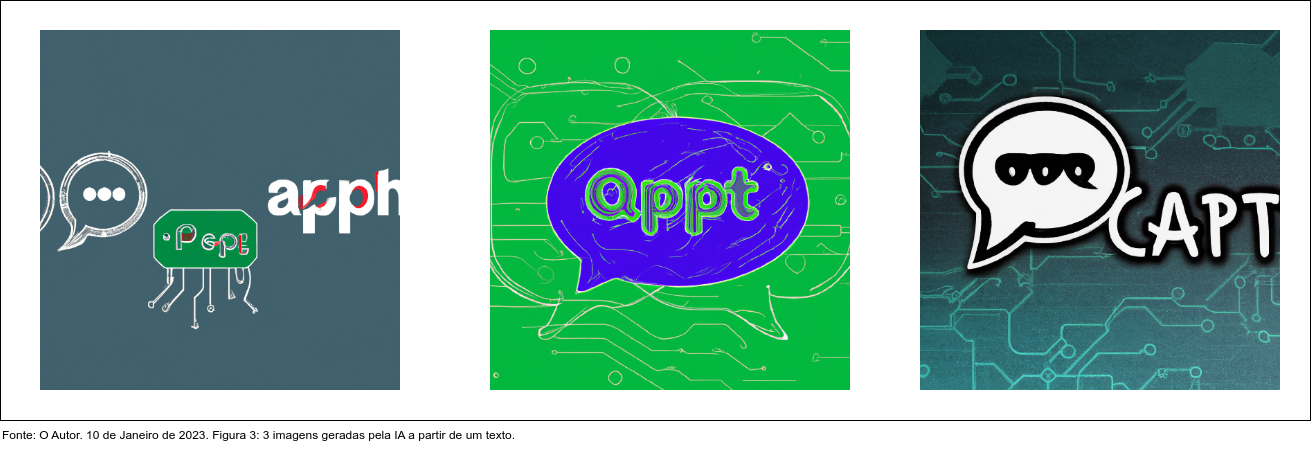 arpph
Pept
Qppt
CAPT
Fonte: O Autor. 10 de Janeiro de 2023. Figura 3: 3 imagens geradas pela IA a partir de um texto.